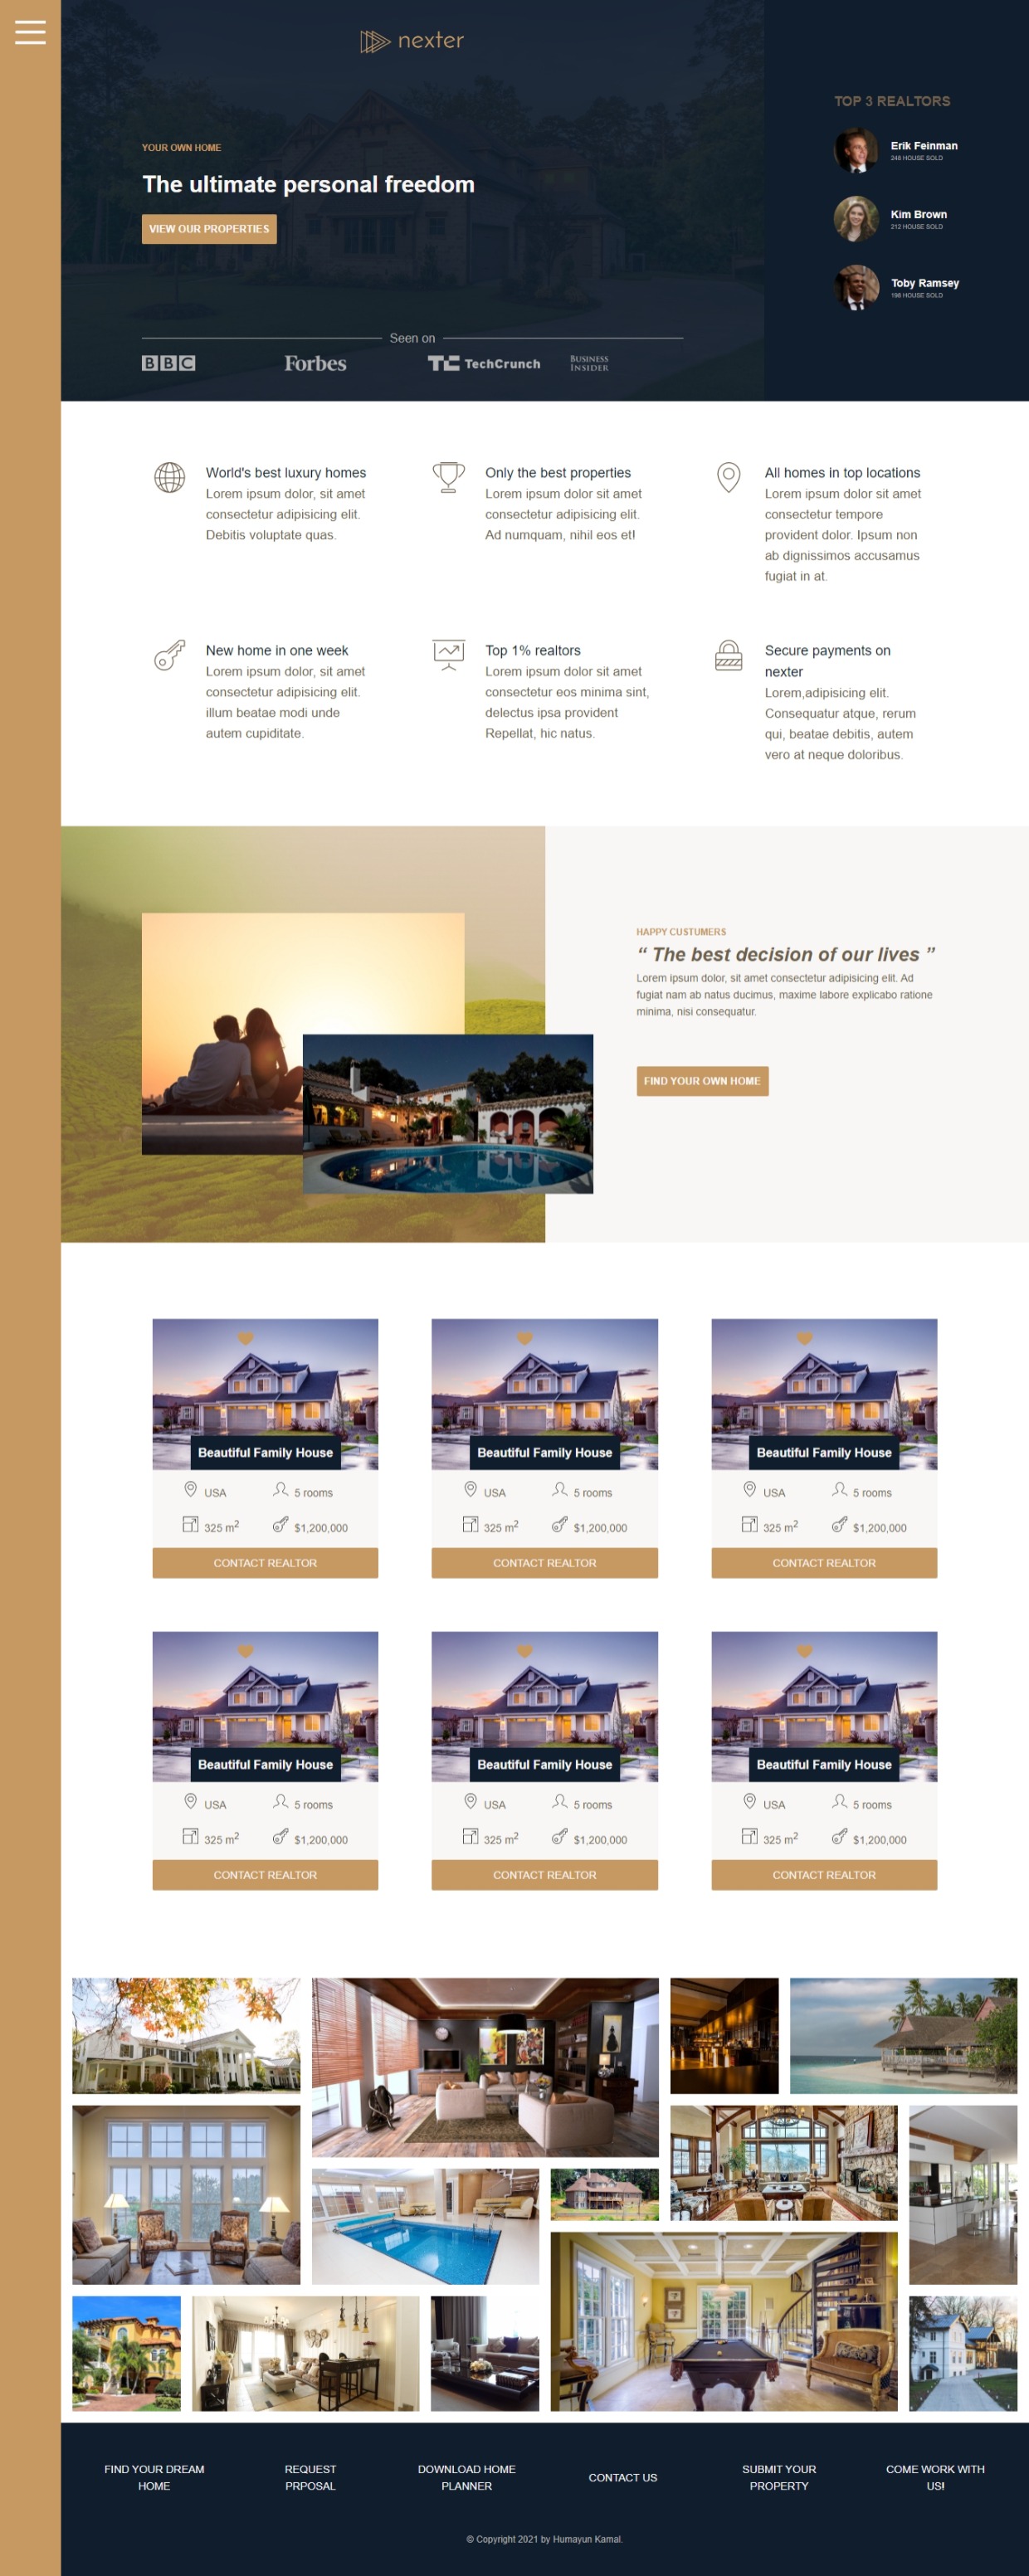 nexter
YOUR OWN HOME
The ultimate personal freedom
VIEW OUR PROPERTIES
Seen on
BBC
Forbes
TC TechCrunch
BUSINESS
INSIDER
TOP 3 REALTORS
Erik Feinman
248 HOUSE SOLD
Kim Brown
212 HOUSE SOLD
Toby Ramsey
198 HOUSE SOLD
World's best luxury homes
Lorem ipsum dolor, sit amet
consectetur adipisicing elit.
Debitis voluptate quas.
Only the best properties
Lorem ipsum dolor sit amet
consectetur adipisicing elit.
Ad numquam, nihil eos et!
All homes in top locations
Lorem ipsum dolor sit amet
consectetur tempore
provident dolor. Ipsum non
ab dignissimos accusamus
fugiat in at.
New home in one week
Lorem ipsum dolor, sit amet
consectetur adipisicing elit.
illum beatae modi unde
autem cupiditate.
Top 1% realtors
Lorem ipsum dolor sit amet
consectetur eos minima sint,
delectus ipsa provident
Repellat, hic natus.
Secure payments on
nexter
Lorem,adipisicing elit.
Consequatur atque, rerum
qui, beatae debitis, autem
vero at neque doloribus.
HAPPY CUSTUMERS
“ The best decision of our lives ”
Lorem ipsum dolor, sit amet consectetur adipisicing elit. Ad
fugiat nam ab natus ducimus, maxime labore explicabo ratione
minima, nisi consequatur.
FIND YOUR OWN HOME
Beautiful Family House
USA
5 rooms
325 m²
$1,200,000
CONTACT REALTOR
Beautiful Family House
USA
5 rooms
325 m²
$1,200,000
CONTACT REALTOR
Beautiful Family House
USA
5 rooms
325 m²
$1,200,000
CONTACT REALTOR
Beautiful Family House
USA
5 rooms
325 m²
$1,200,000
CONTACT REALTOR
Beautiful Family House
USA
5 rooms
325 m²
$1,200,000
CONTACT REALTOR
Beautiful Family House
USA
5 rooms
325 m²
$1,200,000
CONTACT REALTOR
FIND YOUR DREAM
HOME
REQUEST
PRPOSAL
DOWNLOAD HOME
PLANNER
CONTACT US
SUBMIT YOUR
PROPERTY
COME WORK WITH
US!
© Copyright 2021 by Humayun Kamal.